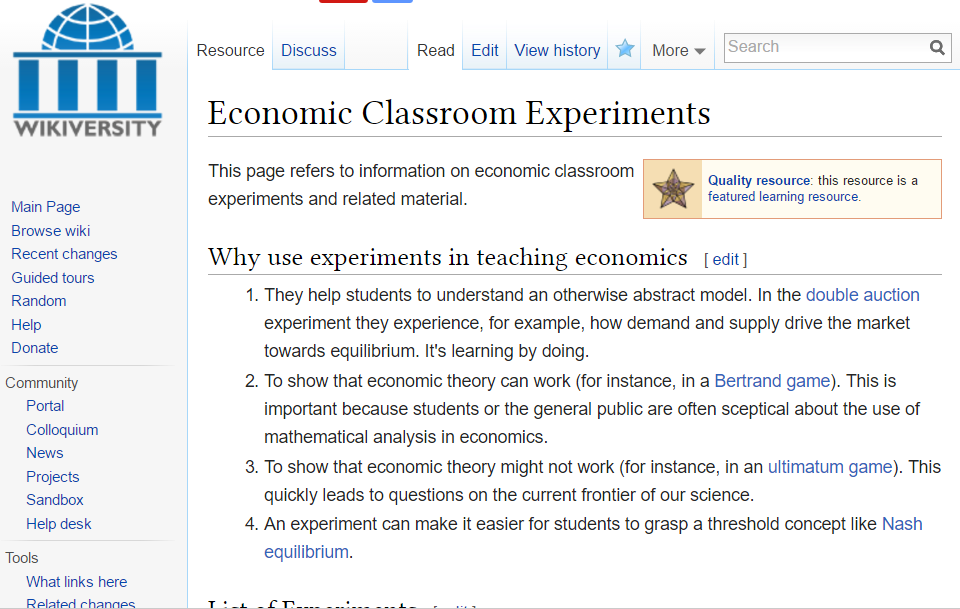 WIKIVERSITY
Resource Discuss Read Edit View history More Search
Economic Classroom Experiments
This page refers to information on economic classroom
experiments and related material.
Quality resource: this resource is a
featured learning resource.
Main Page
Browse wiki
Recent changes
Guided tours
Random
Help
Donate
Community
Portal
Colloquium
News
Projects
Sandbox
Help desk
Tools
What links here
Related changes
Why use experiments in teaching economics [ edit ]
1. They help students to understand an otherwise abstract model. In the double auction
experiment they experience, for example, how demand and supply drive the market
towards equilibrium. It's learning by doing.
2. To show that economic theory can work (for instance, in a Bertrand game). This is
important because students or the general public are often sceptical about the use of
mathematical analysis in economics.
3. To show that economic theory might not work (for instance, in an ultimatum game). This
quickly leads to questions on the current frontier of our science.
4. An experiment can make it easier for students to grasp a threshold concept like Nash
equilibrium.
List of Experiments [ edit ]